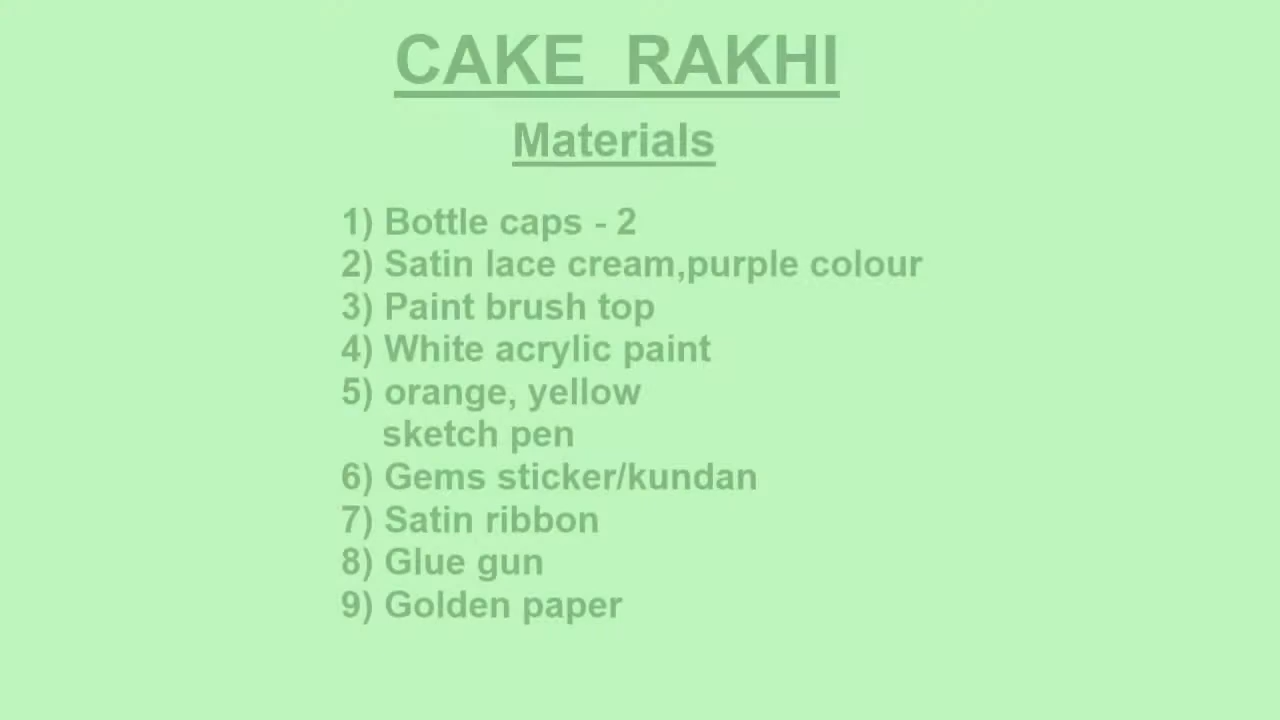 CAKE RAKHI
Materials
1) Bottle caps - 2
2) Satin lace cream,purple colour
3) Paint brush top
4) White acrylic paint
5) orange, yellow
sketch pen
6) Gems sticker/kundan
7) Satin ribbon
8) Glue gun
9) Golden paper